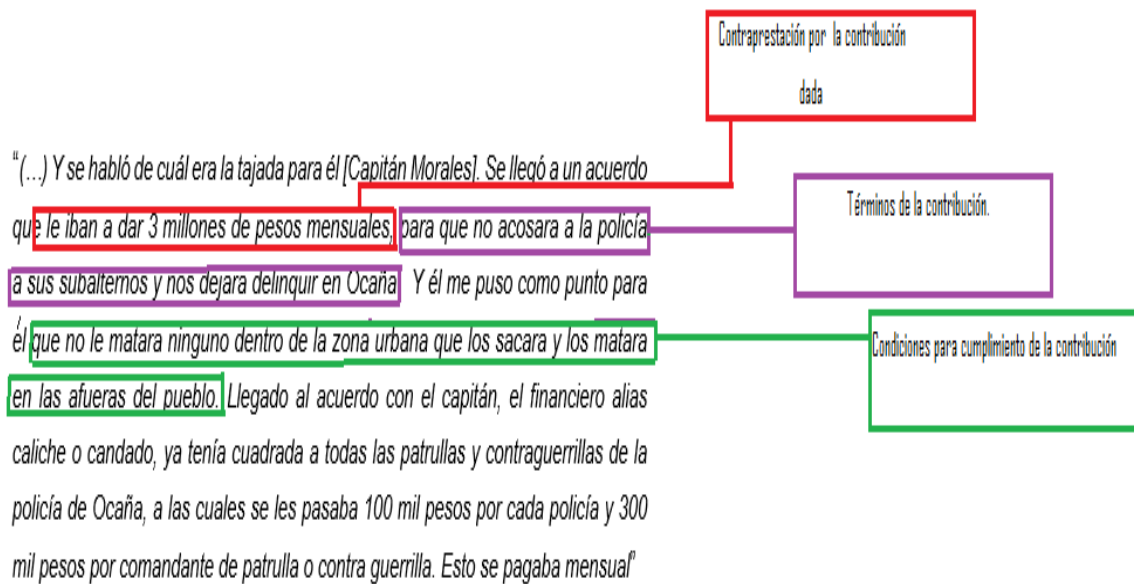 Contraprestación por la contribución
dada
"(…) Y se habló de cuál era la tajada para él [Capitán Morales]. Se llegó a un acuerdo
que le iban a dar 3 millones de pesos mensuales, para que no acosara a la policía
Términos de la contribución.
a sus subalternos y nos dejara delinquir en Ocaña Y él me puso como punto para
él que no le matara ninguno dentro de la zona urbana que los sacara y los matara
Condiciones para cumplimiento de la contribución
en las afueras del pueblo. Llegado al acuerdo con el capitán, el financiero alias
caliche o candado, ya tenía cuadrada a todas las patrullas y contraguerrillas de la
policía de Ocaña, a las cuales se les pasaba 100 mil pesos por cada policía y 300
mil pesos por comandante de patrulla o contra guerrilla. Esto se pagaba mensual"